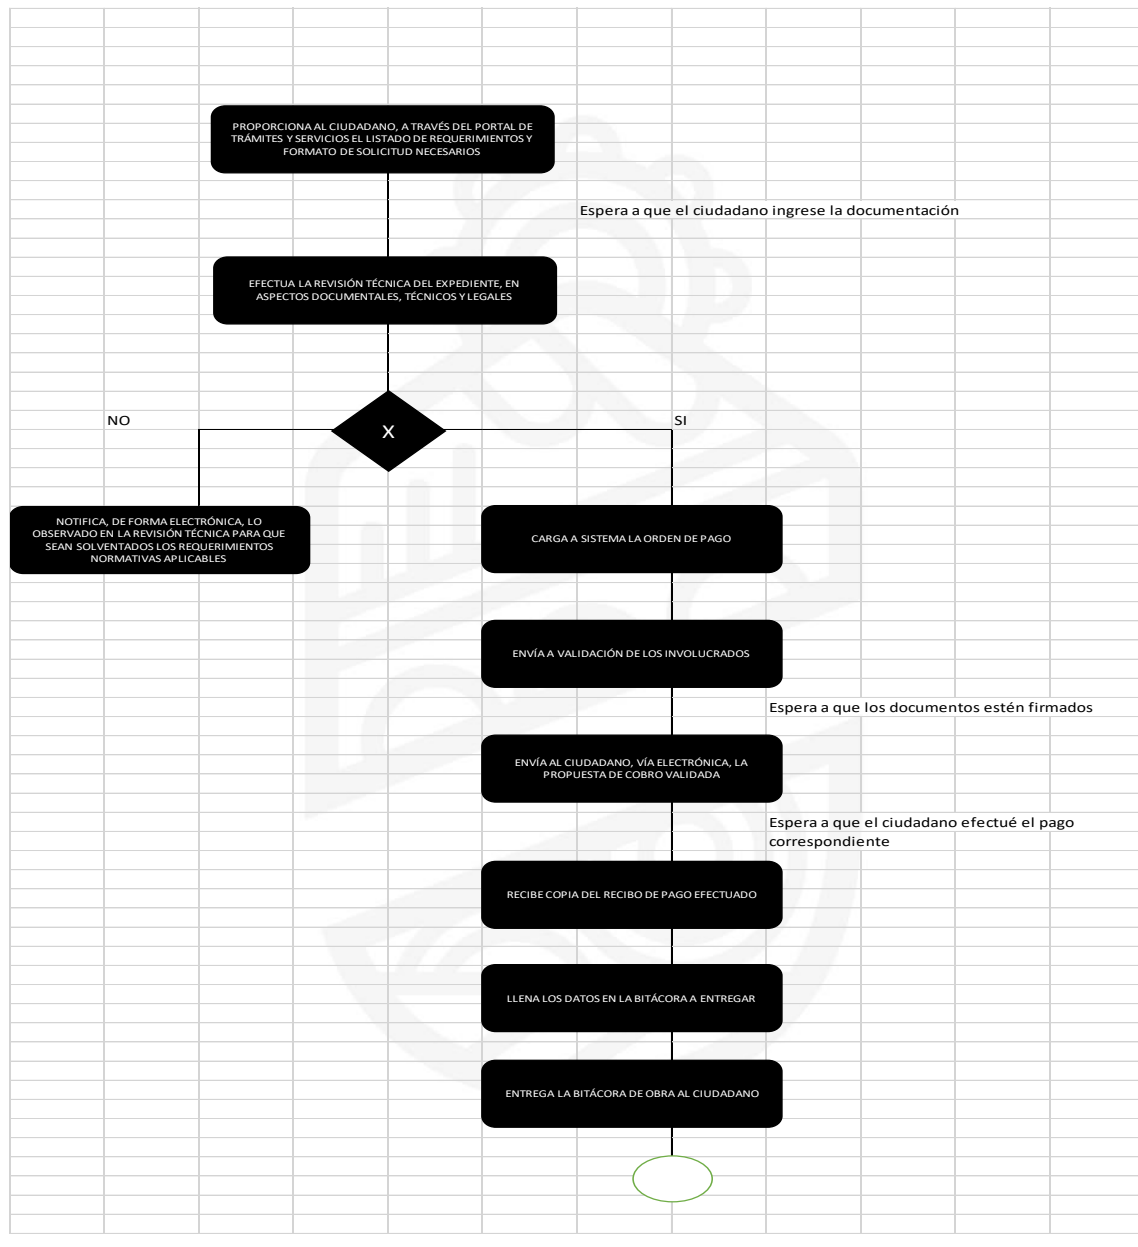 PROPORCIONA AL CIUDADANO, A TRAVÉS DEL PORTAL DE
TRÁMITES Y SERVICIOS EL LISTADO DE REQUERIMIENTOS Y
FORMATO DE SOLICITUD NECESARIOS
Espera a que el ciudadano ingrese la documentación
EFECTUA LA REVISIÓN TÉCNICA DEL EXPEDIENTE, EN
ASPECTOS DOCUMENTALES, TÉCNICOS Y LEGALES
NO
X
SI
NOTIFICA, DE FORMA ELECTRÓNICA, LO
OBSERVADO EN LA REVISIÓN TÉCNICA PARA QUE
SEAN SOLVENTADOS LOS REQUERIMIENTOS
NORMATIVAS APLICABLES
CARGA A SISTEMA LA ORDEN DE PAGO
ENVÍA A VALIDACIÓN DE LOS INVOLUCRADOS
Espera a que los documentos estén firmados
ENVÍA AL CIUDADANO, VÍA ELECTRÓNICA, LA
PROPUESTA DE COBRO VALIDADA
Espera a que el ciudadano efectué el pago
correspondiente
RECIBE COPIA DEL RECIBO DE PAGO EFECTUADO
LLENA LOS DATOS EN LA BITÁCORA A ENTREGAR
ENTREGA LA BITÁCORA DE OBRA AL CIUDADANO